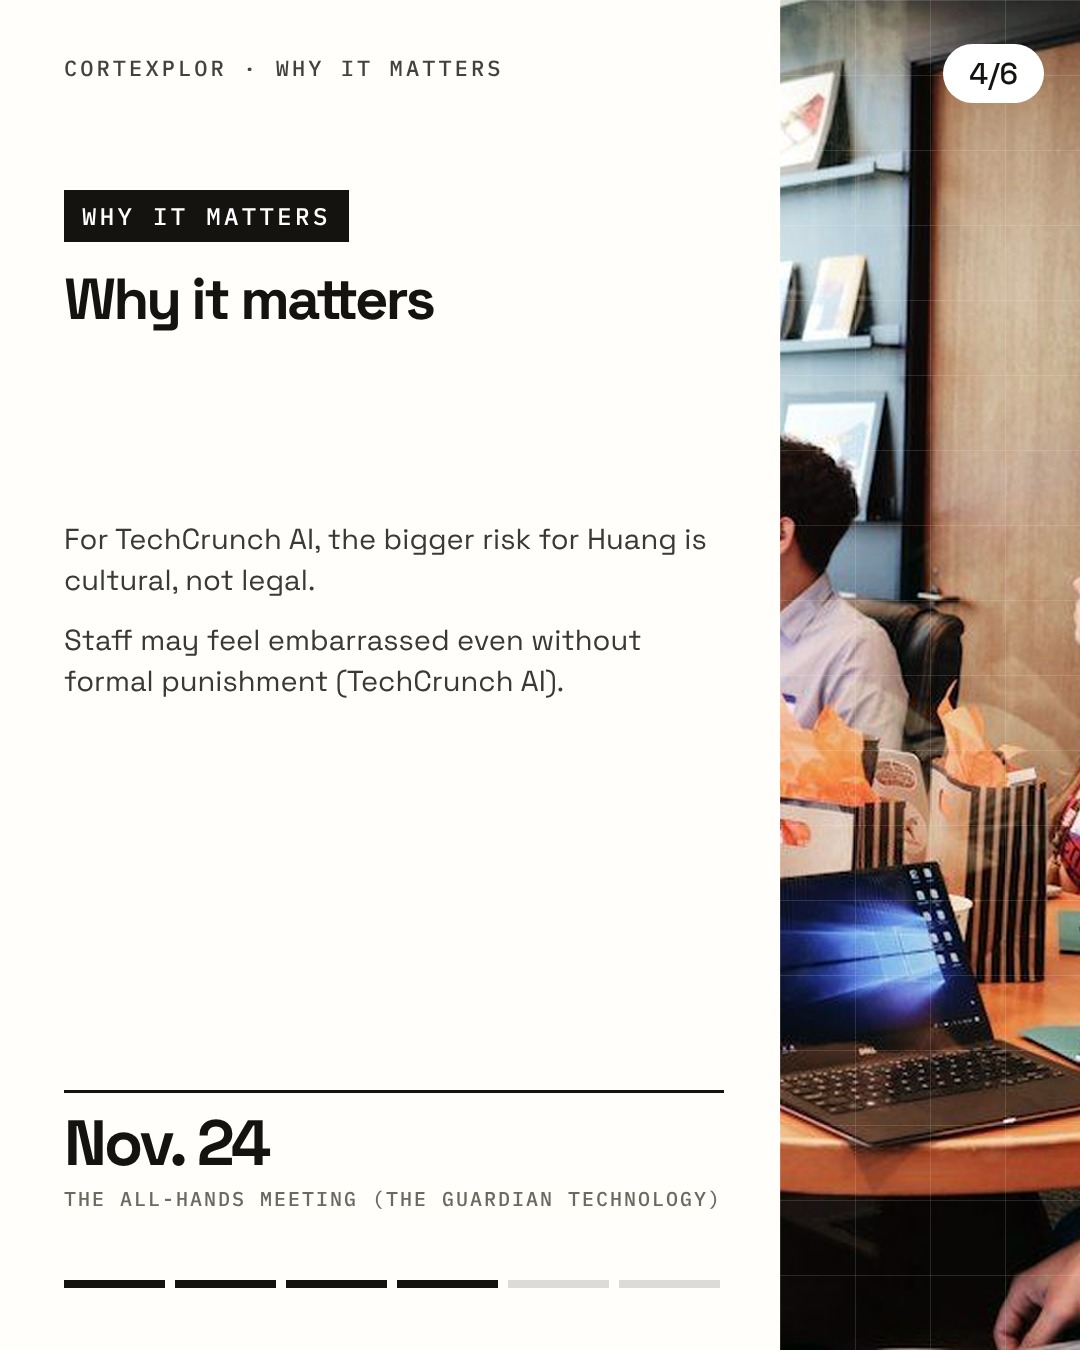 CORTEXPLOR · WHY IT MATTERS
4/6
WHY IT MATTERS
Why it matters
For TechCrunch AI, the bigger risk for Huang is
cultural, not legal.
Staff may feel embarrassed even without
formal punishment (TechCrunch AI).
Nov. 24
THE ALL-HANDS MEETING (THE GUARDIAN TECHNOLOGY)